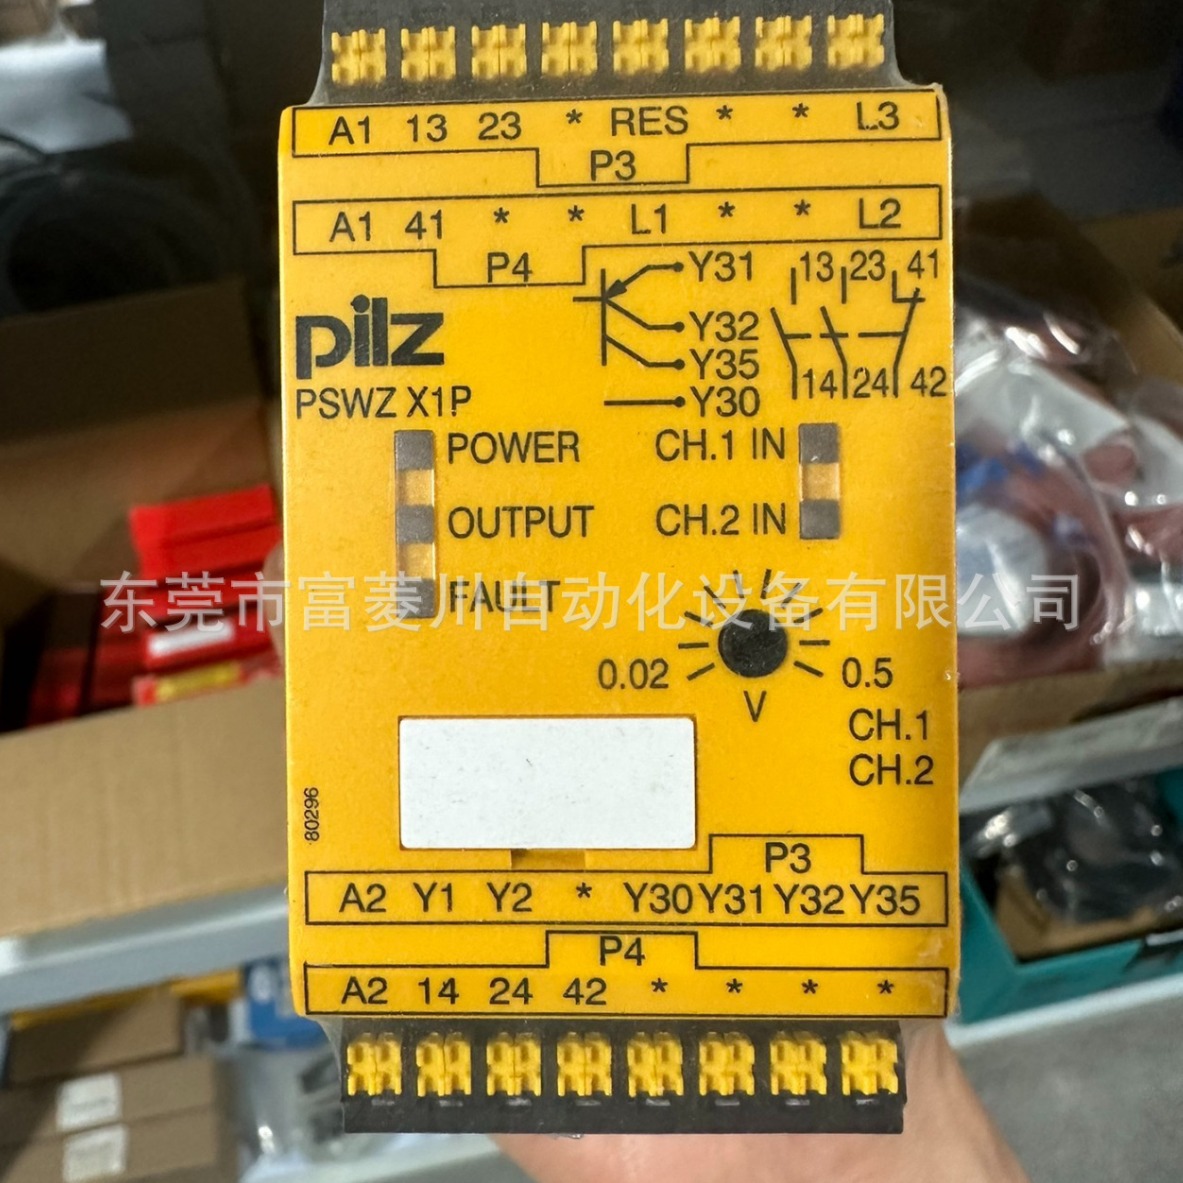 A1 13 23 * RES * * L3
P3
A1 41 * * L1 * * L2
P4
Y31
13 23 41
pilz
Y32
Y35
14 24 42
PSWZ X1P
Y30
POWER
CH.1 IN
OUTPUT
CH.2 IN
FAULT
东莞市富菱川自动化设备有限公司
0.02
0.5
V
CH.1
CH.2
80296
P3
A2 Y1 Y2 * Y30 Y31 Y32 Y35
P4
A2 14 24 42 * * * *